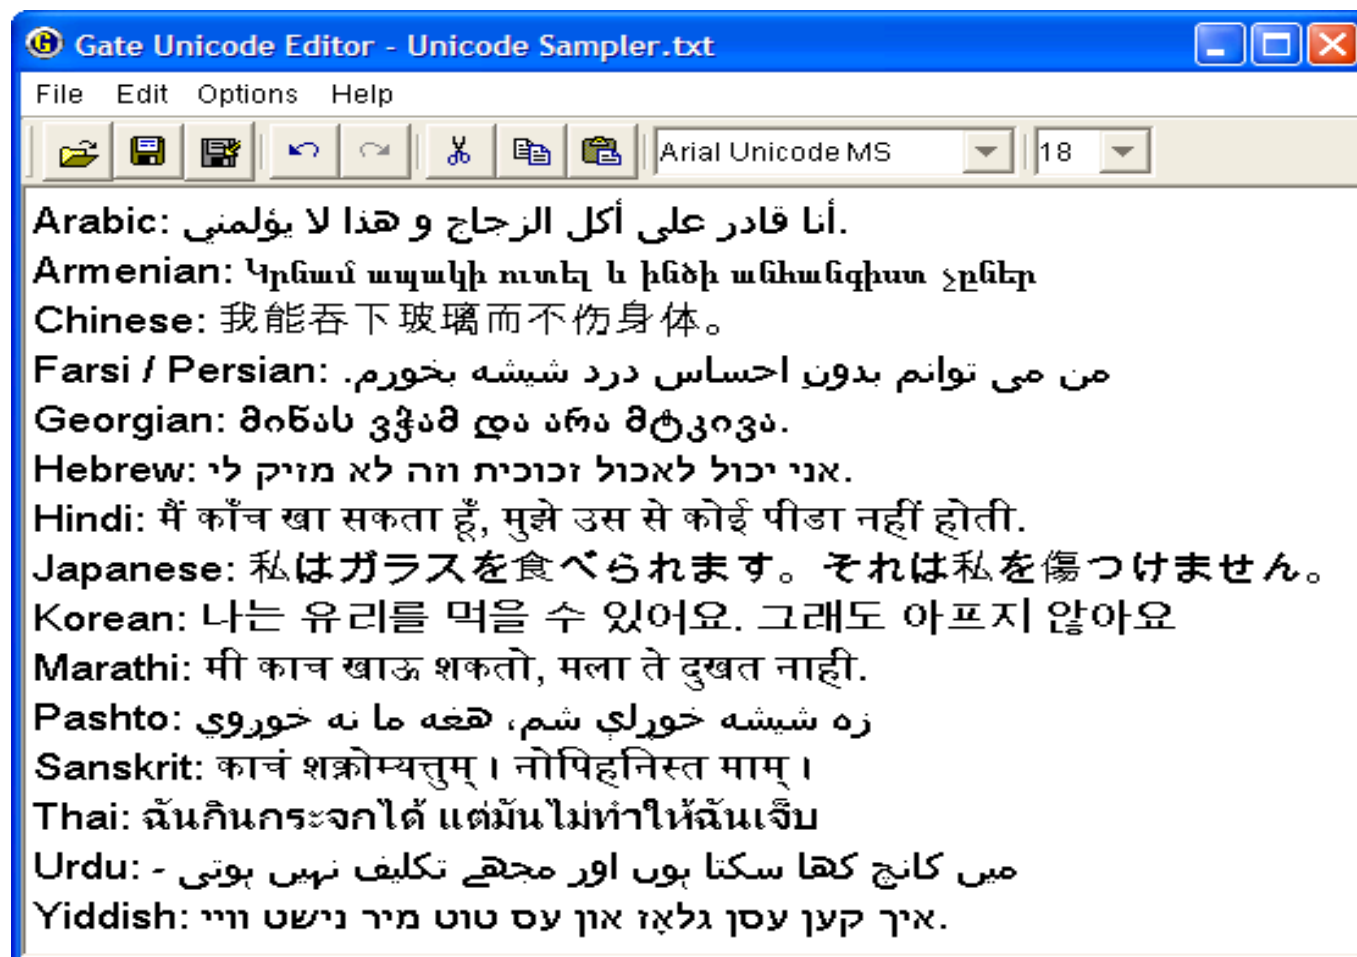 Gate Unicode Editor - Unicode Sampler.txt
File Edit Options Help
Arial Unicode MS 18
Arabic: أنا قادر على أكل الزجاج و هذا لا يؤلمني.
Armenian: Կրնամ ապակի ուտել և ինծի անհանգիստ չըներ
Chinese: 我能吞下玻璃而不伤身体。
Farsi / Persian: .من می توانم بدونِ احساس درد شيشه بخورم
Georgian: მინას ვჭამ და არა მტკივა.
Hebrew: אני יכול לאכול זכוכית וזה לא מזיק לי.
Hindi: मैं काँच खा सकता हूँ, मुझे उस से कोई पीडा नहीं होती.
Japanese: 私はガラスを食べられます。それは私を傷つけません。
Korean: 나는 유리를 먹을 수 있어요. 그래도 아프지 않아요
Marathi: मी काच खाऊ शकतो, मला ते दुखत नाही.
Pashto: زه شيشه خوړلې شم، هغه ما نه خوږوي
Sanskrit: काचं शक्नोम्यत्तुम् । नोपहिनस्ति माम् ।
Thai: ฉันกินกระจกได้ แต่มันไม่ทำให้ฉันเจ็บ
Urdu: میں کانچ کھا سکتا ہوں اور مجھے تکلیف نہیں ہوتی -
Yiddish: איך קען עסן גלאָז און עס טוט מיר נישט װײ.